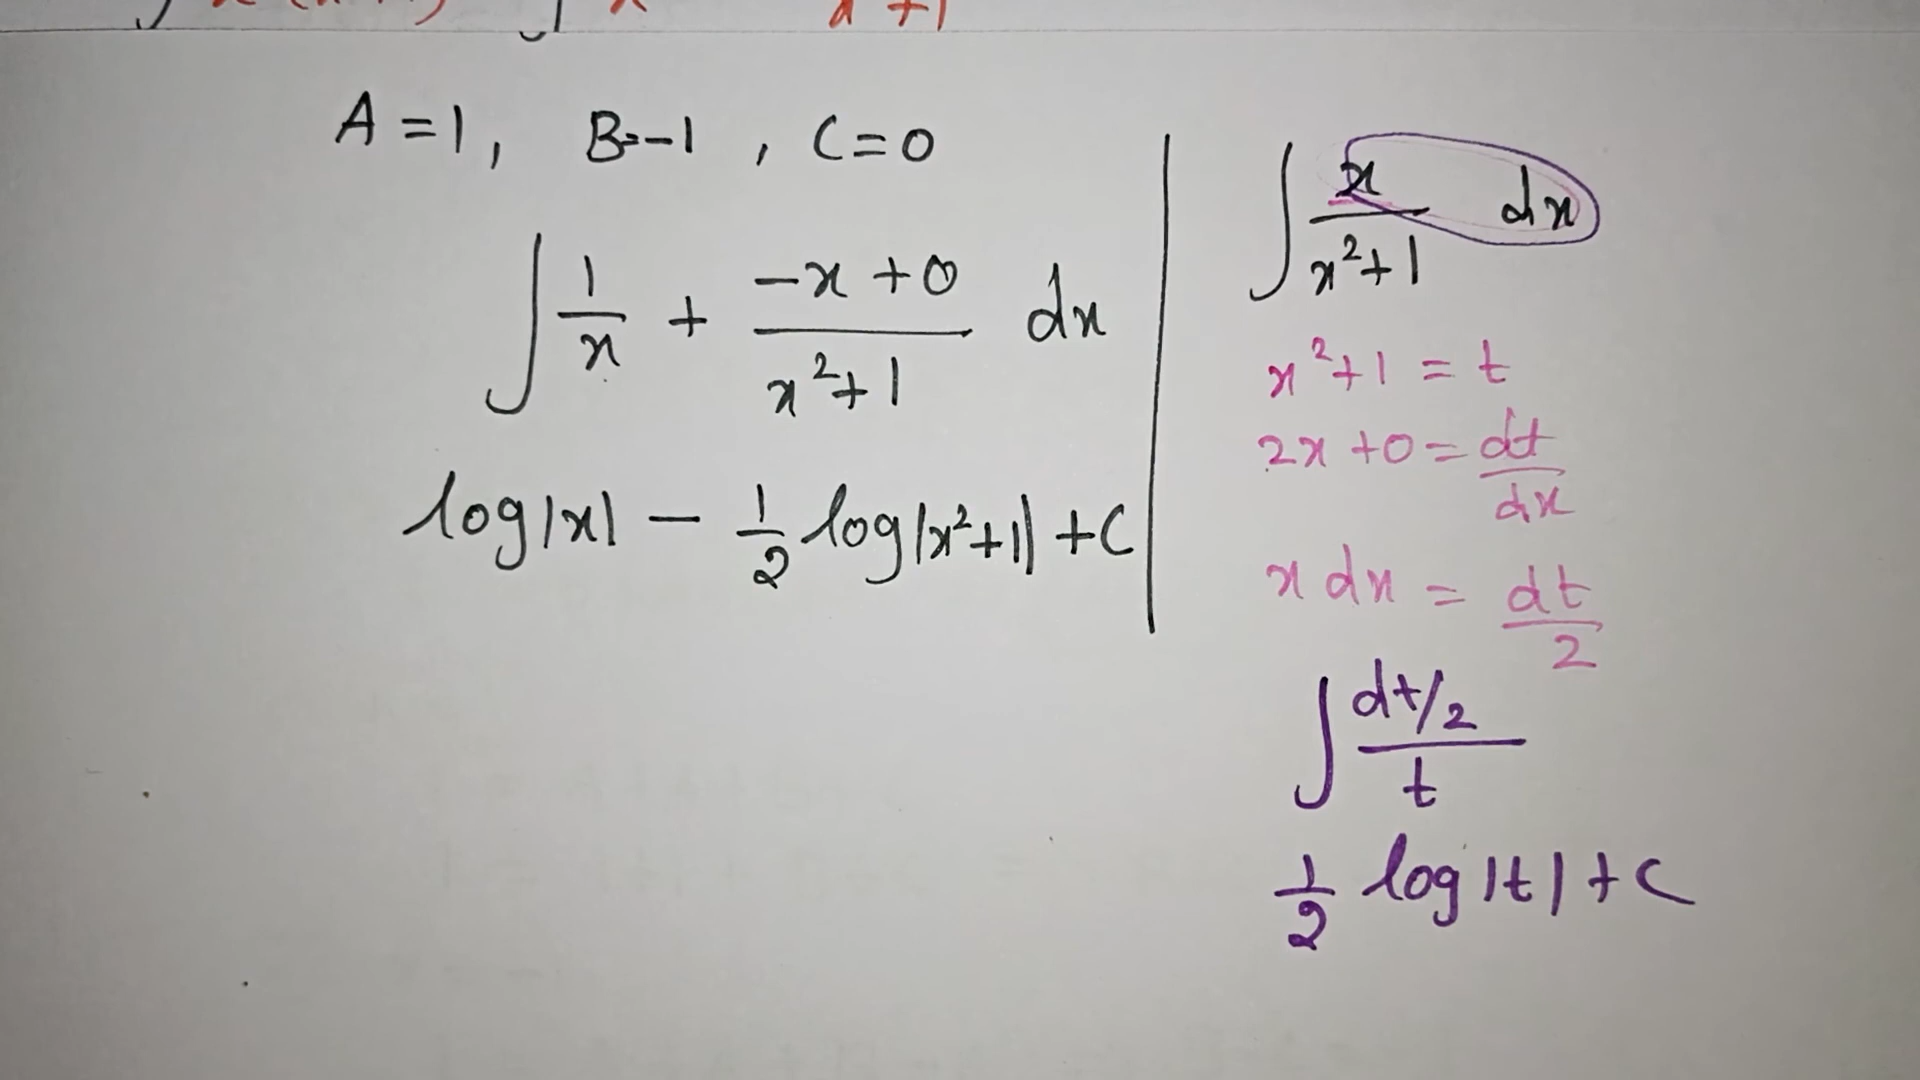 A = 1, B = -1, C = 0
∫ 1/x + (-x + 0)/(x² + 1) dx
log|x| - 1/2 log|x² + 1| + C
∫ x/(x² + 1) dx
x² + 1 = t
2x + 0 = dt/dx
x dx = dt/2
∫ (dt/2)/t
1/2 log|t| + C